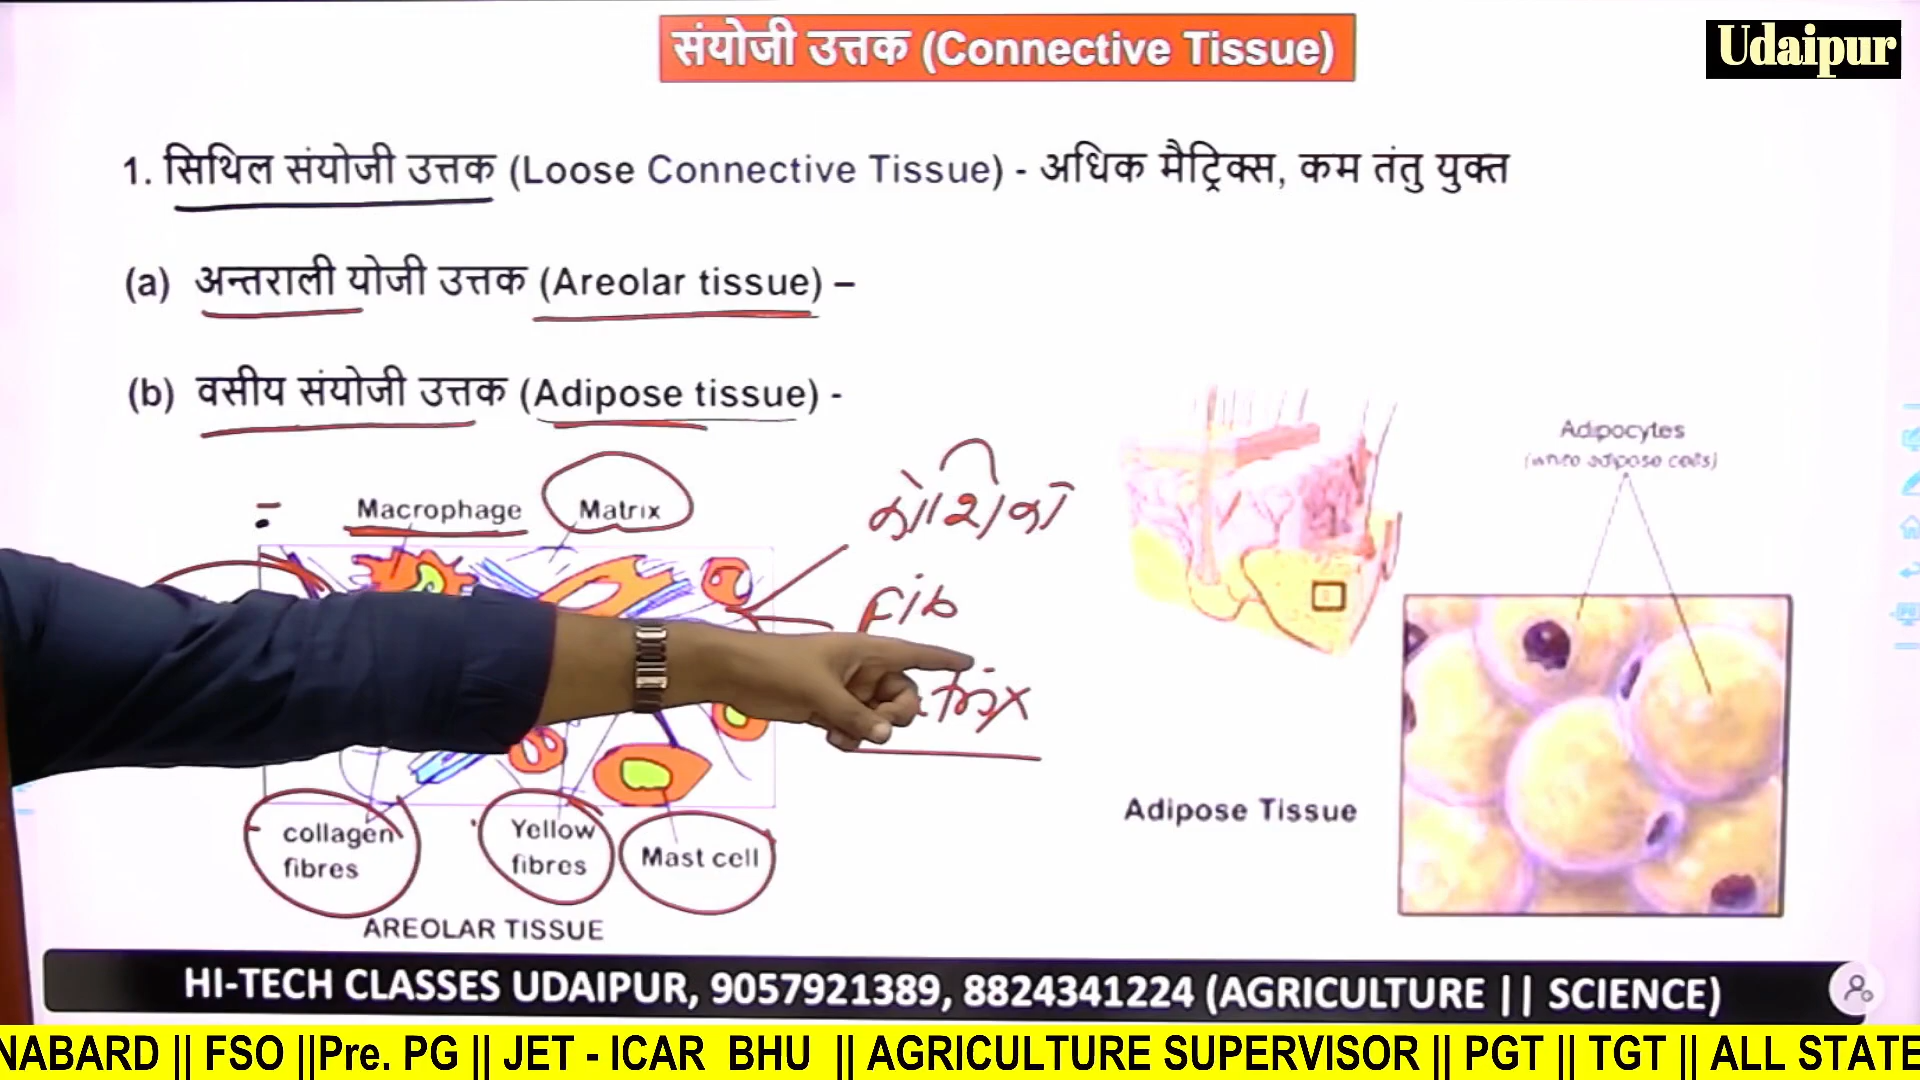 संयोजी उत्तक (Connective Tissue)
Udaipur
1. सिथिल संयोजी उत्तक (Loose Connective Tissue) - अधिक मैट्रिक्स, कम तंतु युक्त
(a) अन्तराली योजी उत्तक (Areolar tissue) –
(b) वसीय संयोजी उत्तक (Adipose tissue) -
Macrophage
Matrix
कोशिका
Fib
trix
collagen
fibres
Yellow
fibres
Mast cell
AREOLAR TISSUE
Adipocytes
(white adipose cells)
Adipose Tissue
HI-TECH CLASSES UDAIPUR, 9057921389, 8824341224 (AGRICULTURE || SCIENCE)
NABARD || FSO ||Pre. PG || JET - ICAR BHU || AGRICULTURE SUPERVISOR || PGT || TGT || ALL STATE